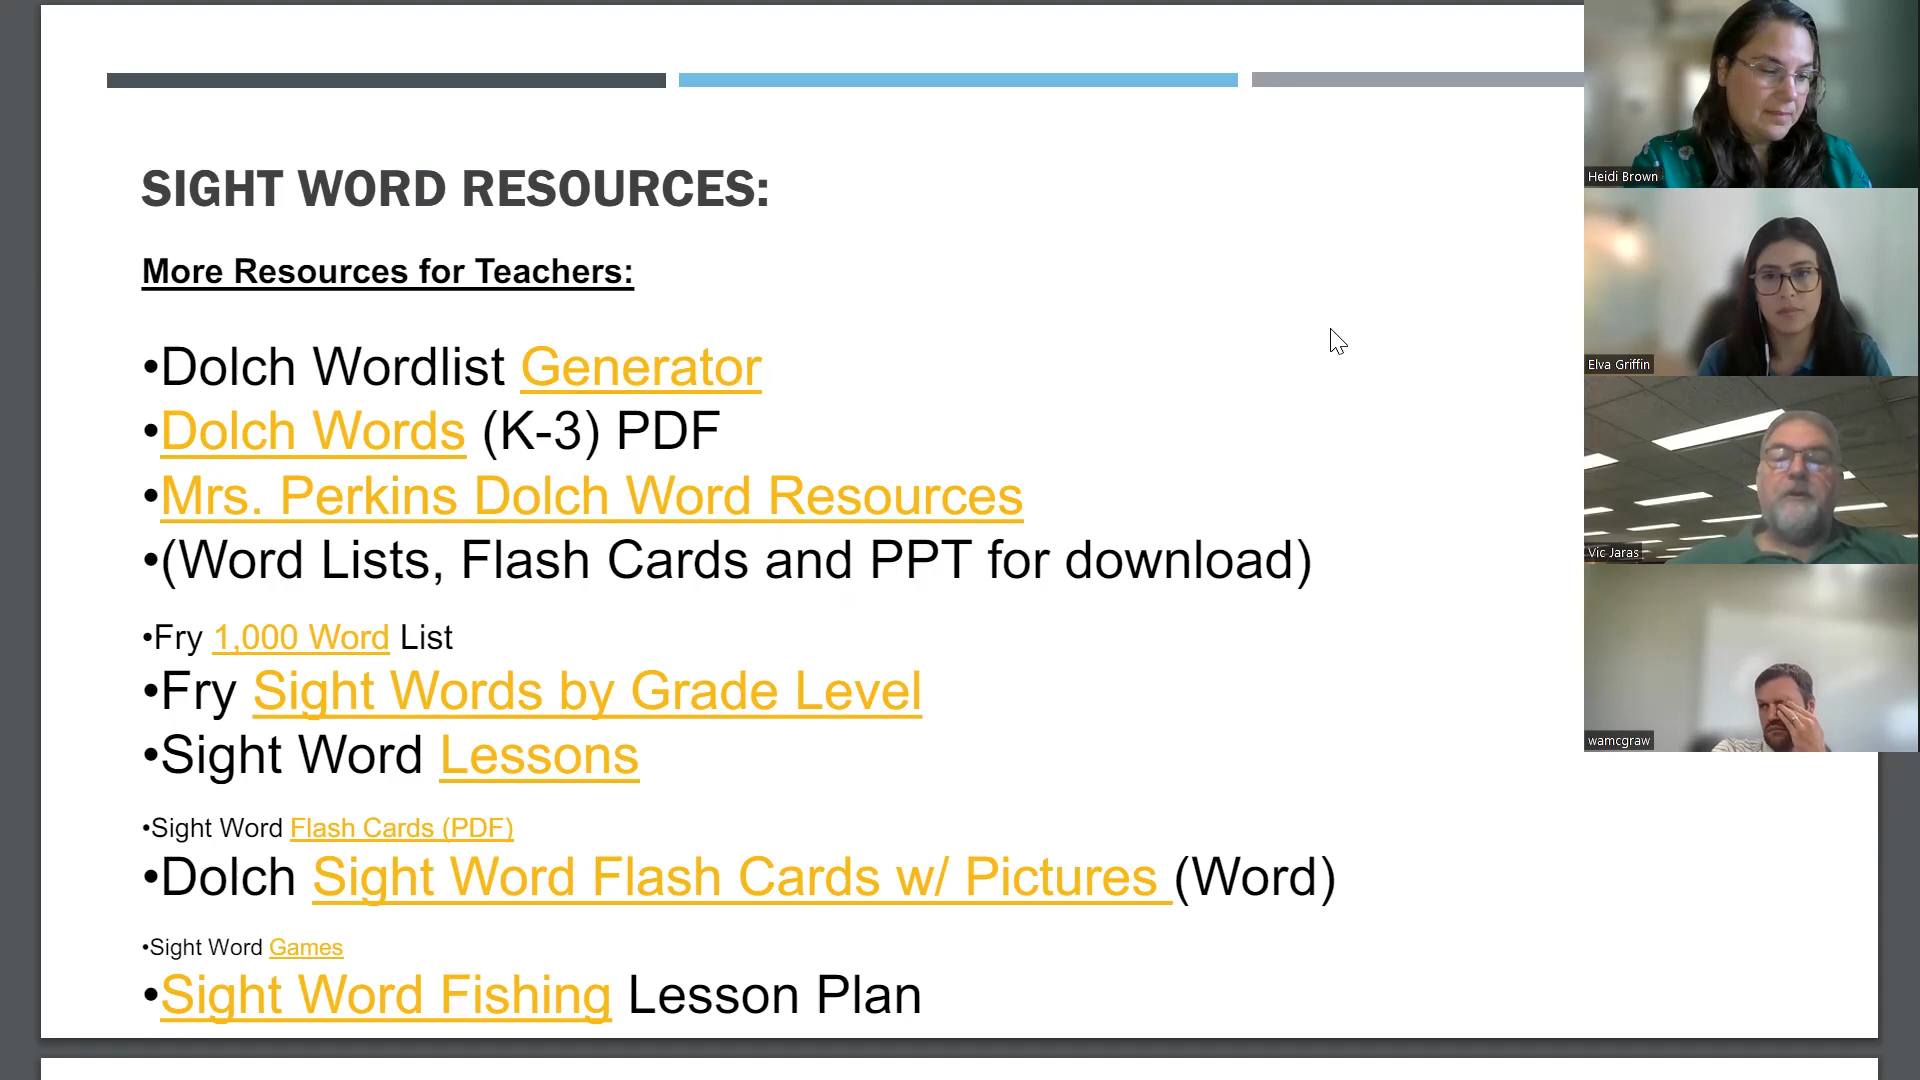 SIGHT WORD RESOURCES:
More Resources for Teachers:
•Dolch Wordlist Generator
•Dolch Words (K-3) PDF
•Mrs. Perkins Dolch Word Resources
•(Word Lists, Flash Cards and PPT for download)
•Fry 1,000 Word List
•Fry Sight Words by Grade Level
•Sight Word Lessons
•Sight Word Flash Cards (PDF)
•Dolch Sight Word Flash Cards w/ Pictures (Word)
•Sight Word Games
•Sight Word Fishing Lesson Plan
Heidi Brown
Elva Griffin
Vic Jaras
wamcgraw